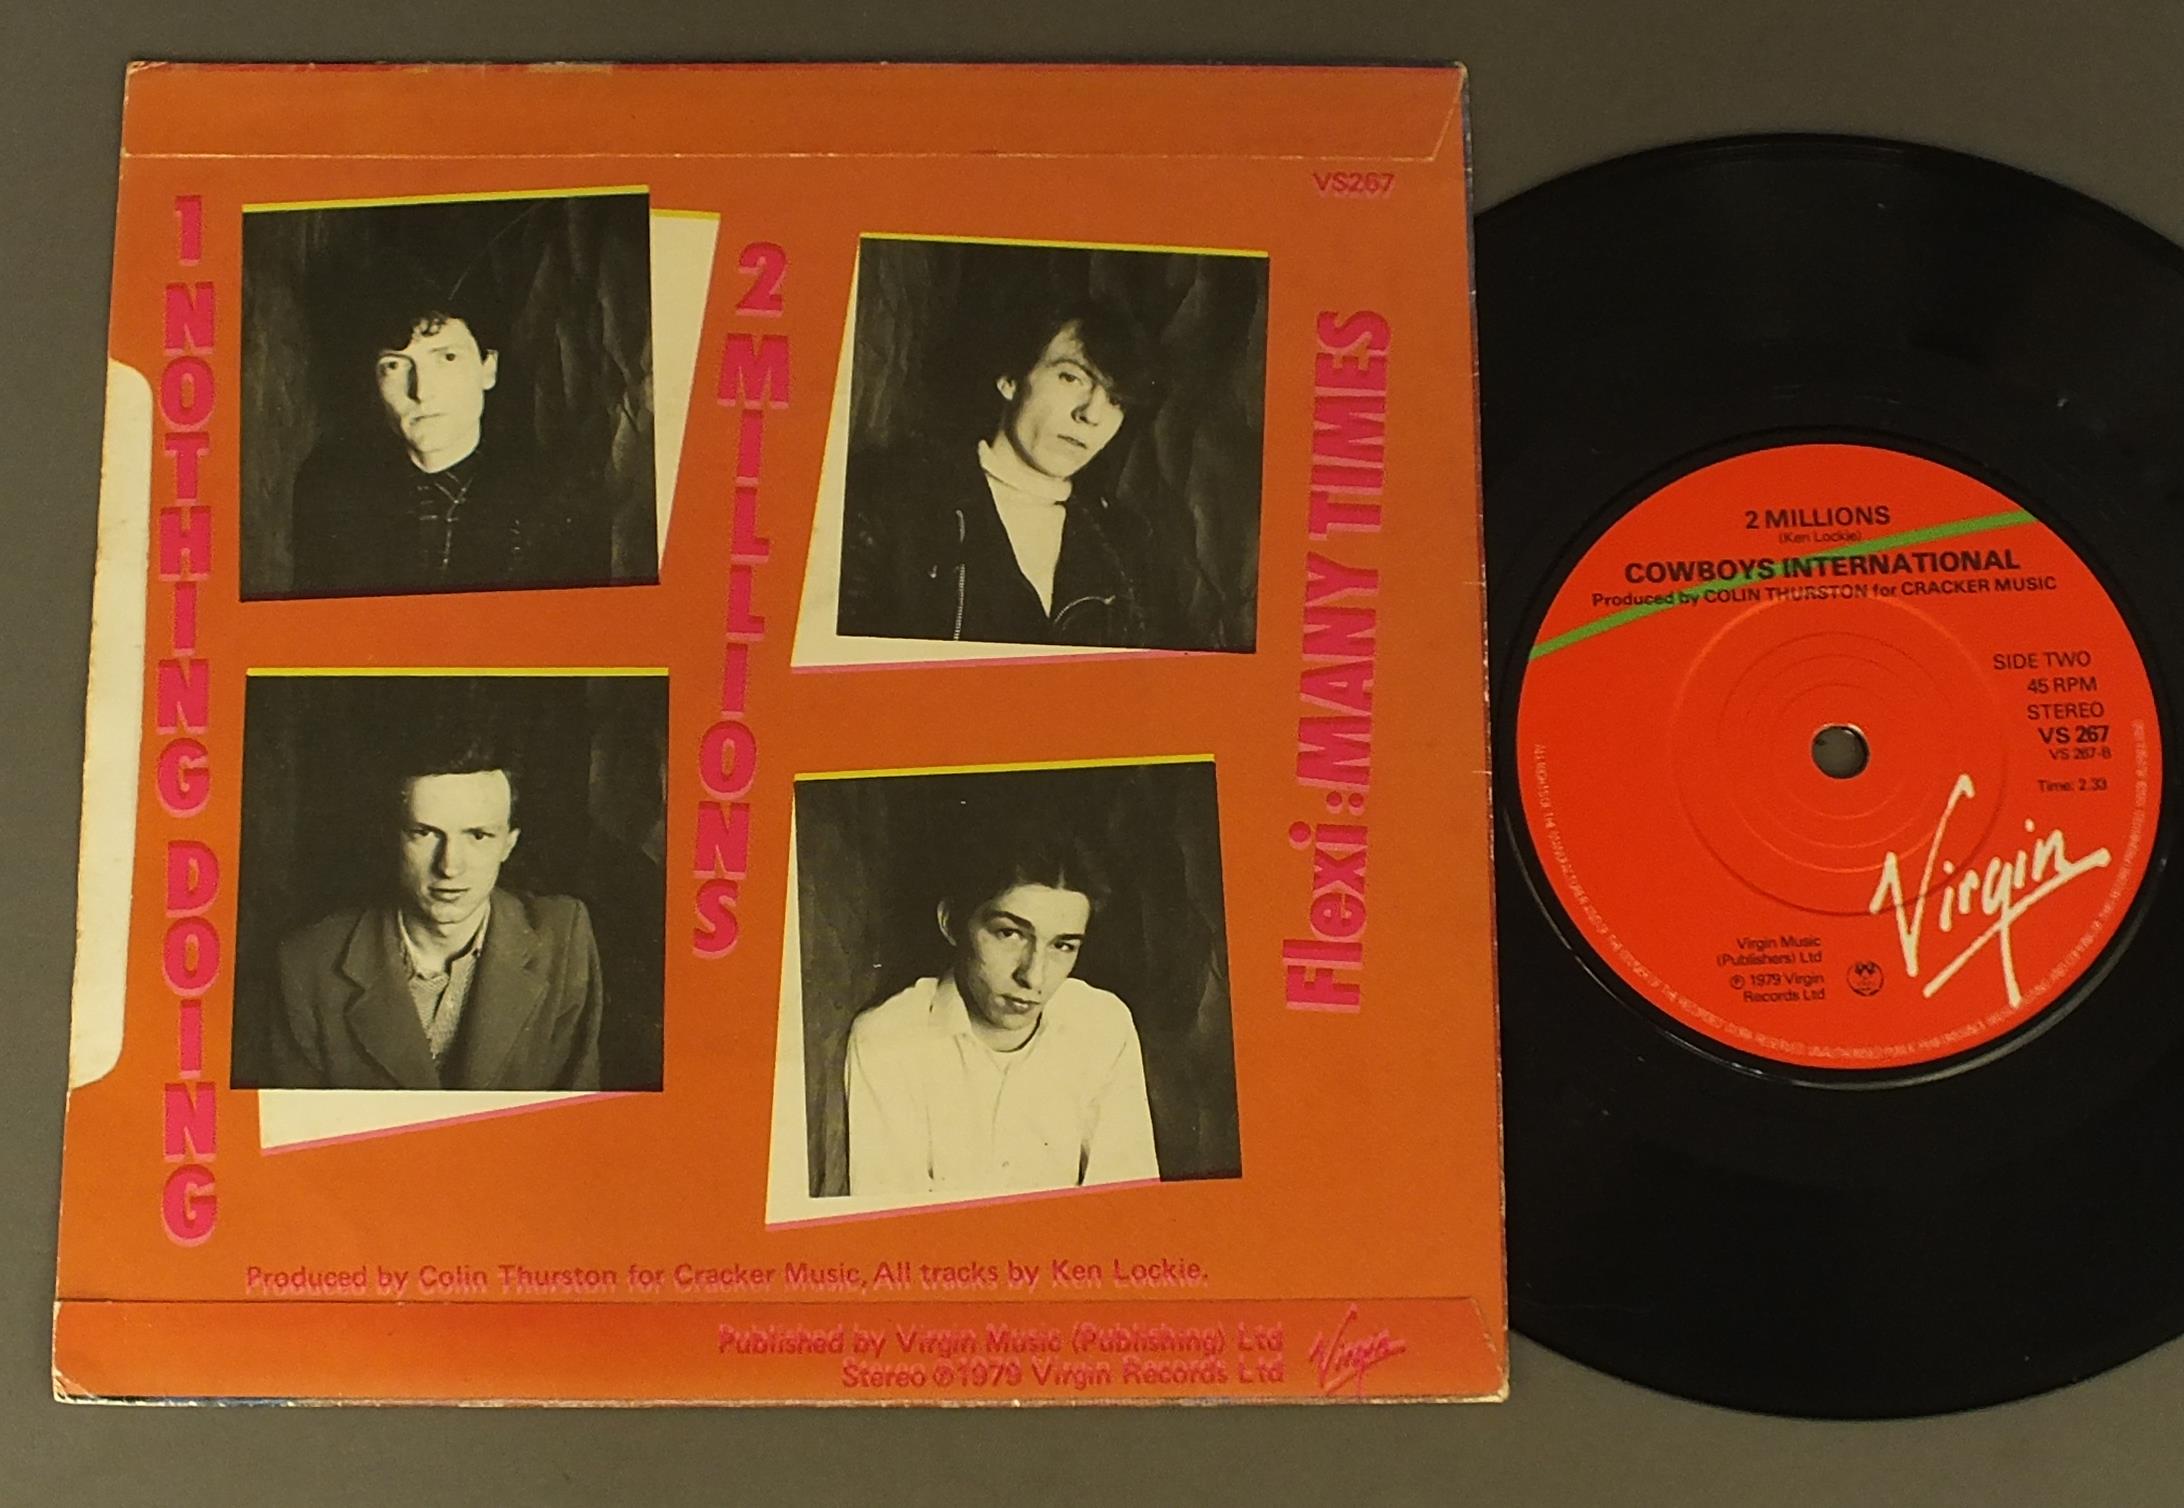 VS267
1 NOTHING DOING
2 MILLIONS
Flexi: MANY TIMES
Produced by Colin Thurston for Cracker Music, All tracks by Ken Lockie.
Published by Virgin Music (Publishing) Ltd
Stereo ℗1979 Virgin Records Ltd
Virgin
2 MILLIONS
(Ken Lockie)
COWBOYS INTERNATIONAL
Produced by COLIN THURSTON for CRACKER MUSIC
SIDE TWO
45 RPM
STEREO
VS 267
VS 267-B
Time: 2.33
Virgin
Virgin Music
(Publishers) Ltd
℗ 1979 Virgin
Records Ltd